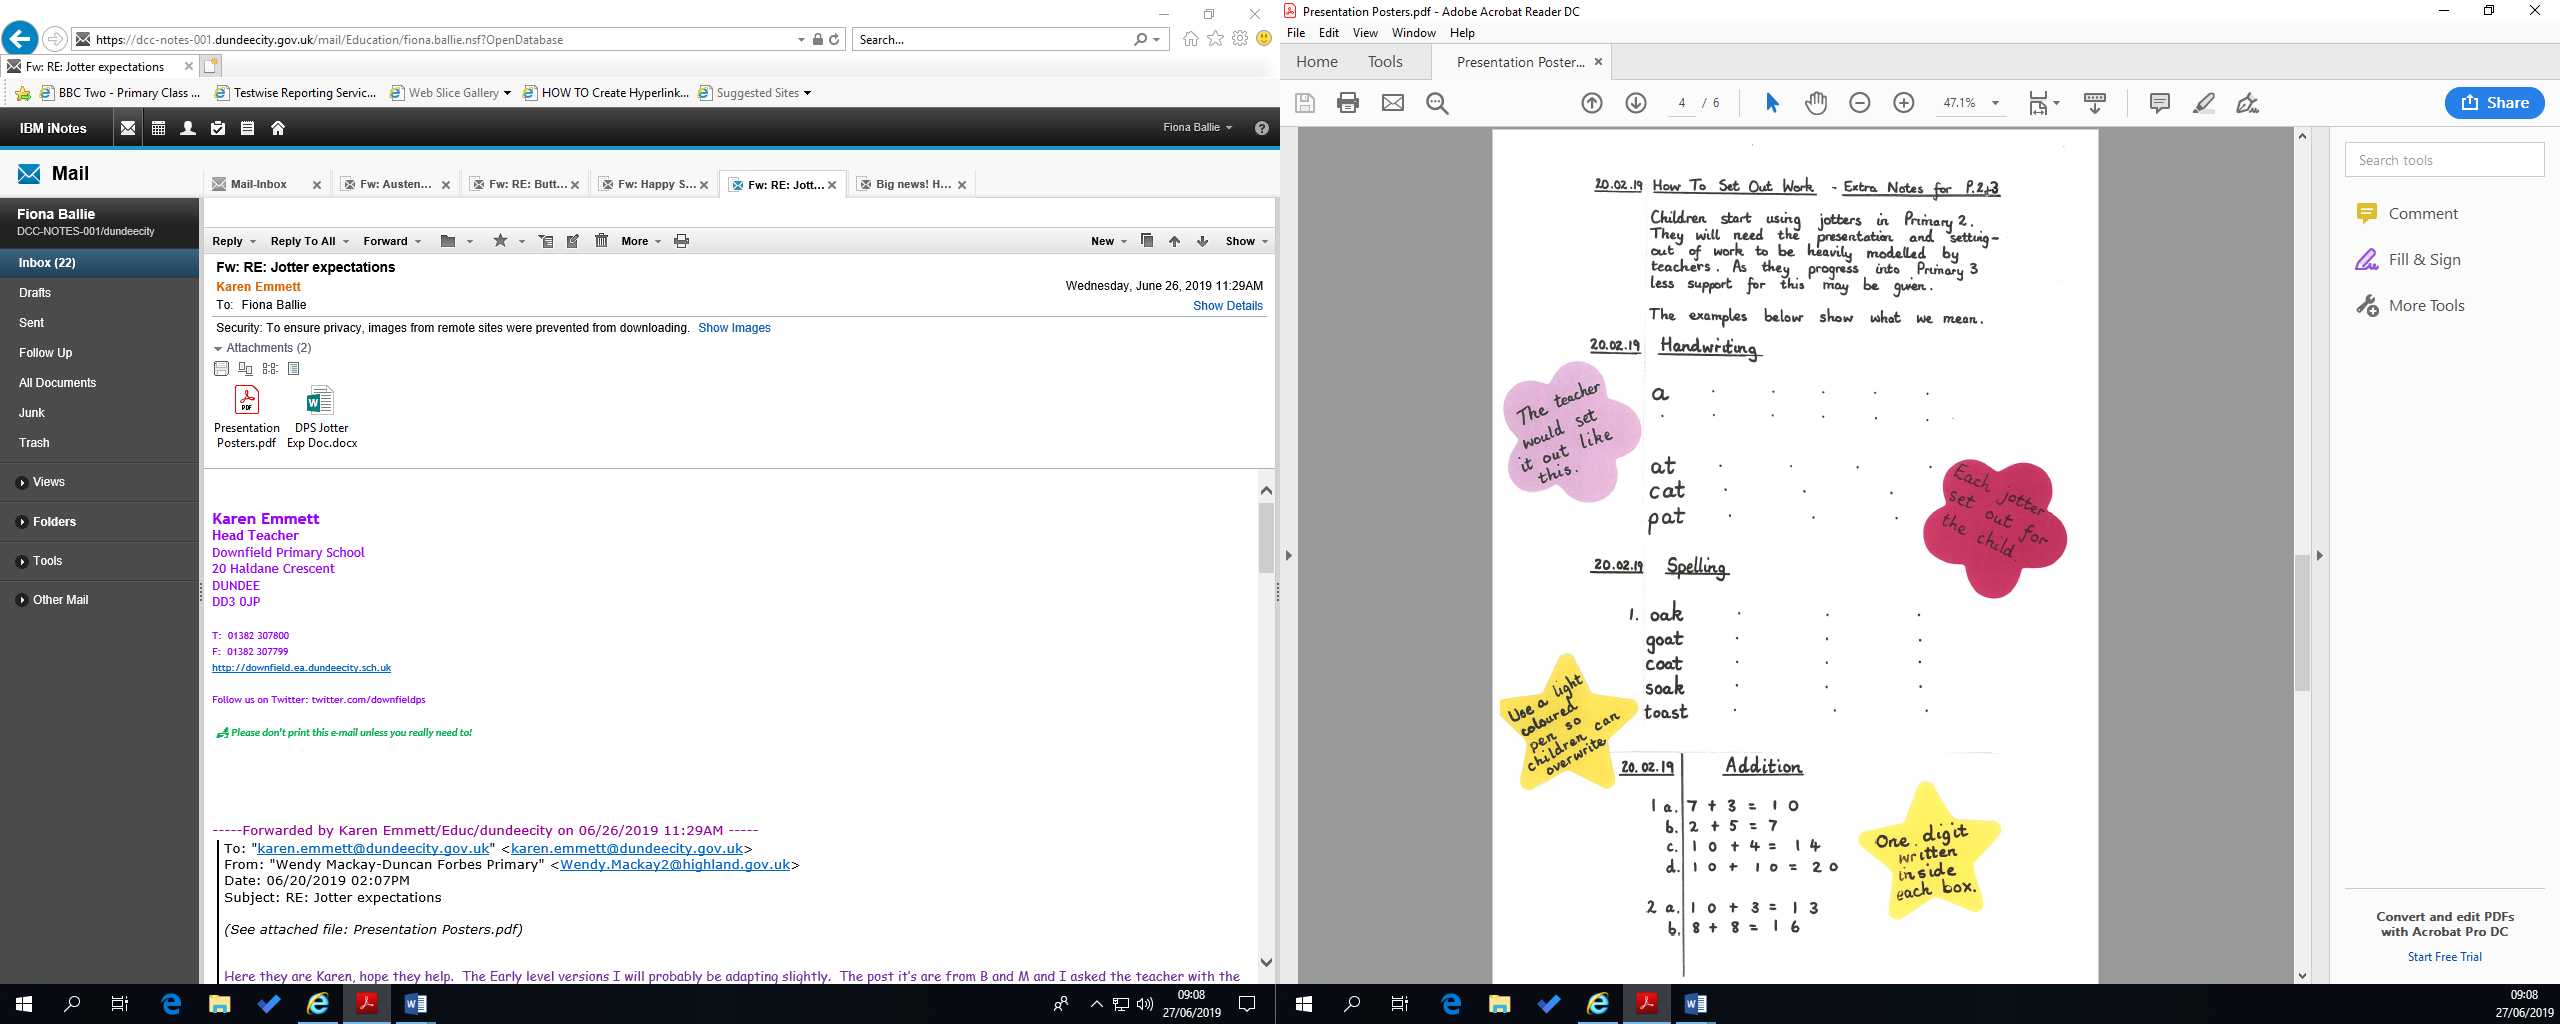 https://dcc-notes-001.dundeecity.gov.uk/mail/Education/fiona.ballie.nsf?OpenDatabase
Search...
Fw: RE: Jotter expectations
BBC Two - Primary Class ...
Testwise Reporting Servic...
Web Slice Gallery
HOW TO Create Hyperlink...
Suggested Sites
IBM iNotes
Fiona Ballie
Mail
Mail-Inbox
Fw: Austen...
Fw: RE: Butt...
Fw: Happy S...
Fw: RE: Jott...
Big news! H...
Fiona Ballie
DCC-NOTES-001/dundeecity
Inbox (22)
Drafts
Sent
Follow Up
All Documents
Junk
Trash
Views
Folders
Tools
Other Mail
Reply
Reply To All
Forward
More
New
Show
Fw: RE: Jotter expectations
Karen Emmett
Wednesday, June 26, 2019 11:29AM
To: Fiona Ballie
Show Details
Security: To ensure privacy, images from remote sites were prevented from downloading. Show Images
Attachments (2)
Presentation
Posters.pdf
DPS Jotter
Exp Doc.docx
Karen Emmett
Head Teacher
Downfield Primary School
20 Haldane Crescent
DUNDEE
DD3 0JP
T: 01382 307800
F: 01382 307799
http://downfield.ea.dundeecity.sch.uk
Follow us on Twitter: twitter.com/downfieldps
Please don't print this e-mail unless you really need to!
-----Forwarded by Karen Emmett/Educ/dundeecity on 06/26/2019 11:29AM -----
To: "karen.emmett@dundeecity.gov.uk" <karen.emmett@dundeecity.gov.uk>
From: "Wendy Mackay-Duncan Forbes Primary" <Wendy.Mackay2@highland.gov.uk>
Date: 06/20/2019 02:07PM
Subject: RE: Jotter expectations
(See attached file: Presentation Posters.pdf)
Here they are Karen, hope they help. The Early level versions I will probably be adapting slightly. The post it's are from B and M and I asked the teacher with the
09:08
27/06/2019
Presentation Posters.pdf - Adobe Acrobat Reader DC
File Edit View Window Help
Home
Tools
Presentation Poster...
4 / 6
47.1%
Share
20.02.19 How To Set Out Work - Extra Notes for P.2+3
Children start using jotters in Primary 2.
They will need the presentation and setting-
out of work to be heavily modelled by
teachers. As they progress into Primary 3
less support for this may be given.
The examples below show what we mean.
20.02.19 Handwriting
a
The teacher
would set
it out like
this.
at
cat
pat
Each jotter
set out for
the child
20.02.19 Spelling
1. oak
goat
coat
soak
toast
Use a light
coloured
pen so
children can
overwrite
20.02.19 Addition
1 a. 7 + 3 = 1 0
b. 2 + 5 = 7
c. 1 0 + 4 = 1 4
d. 1 0 + 1 0 = 2 0
2 a. 1 0 + 3 = 1 3
b. 8 + 8 = 1 6
One digit
written
inside
each box.
Search tools
Comment
Fill & Sign
More Tools
Convert and edit PDFs
with Acrobat Pro DC
Start Free Trial
09:08
27/06/2019